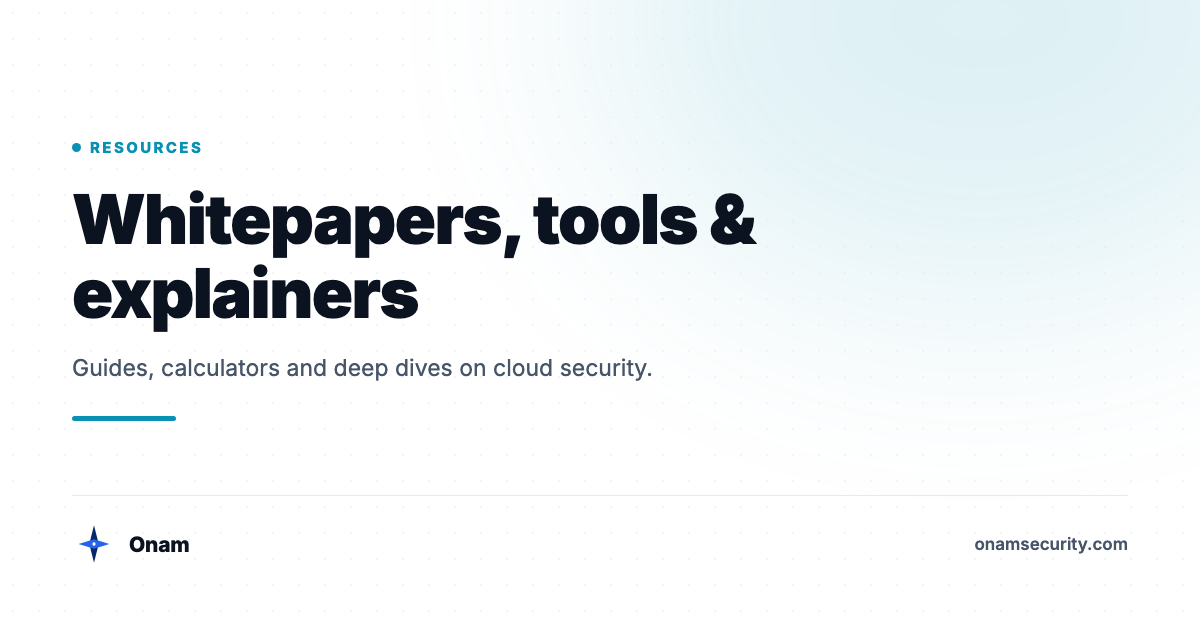 RESOURCES
Whitepapers, tools &
explainers
Guides, calculators and deep dives on cloud security.
Onam
onamsecurity.com